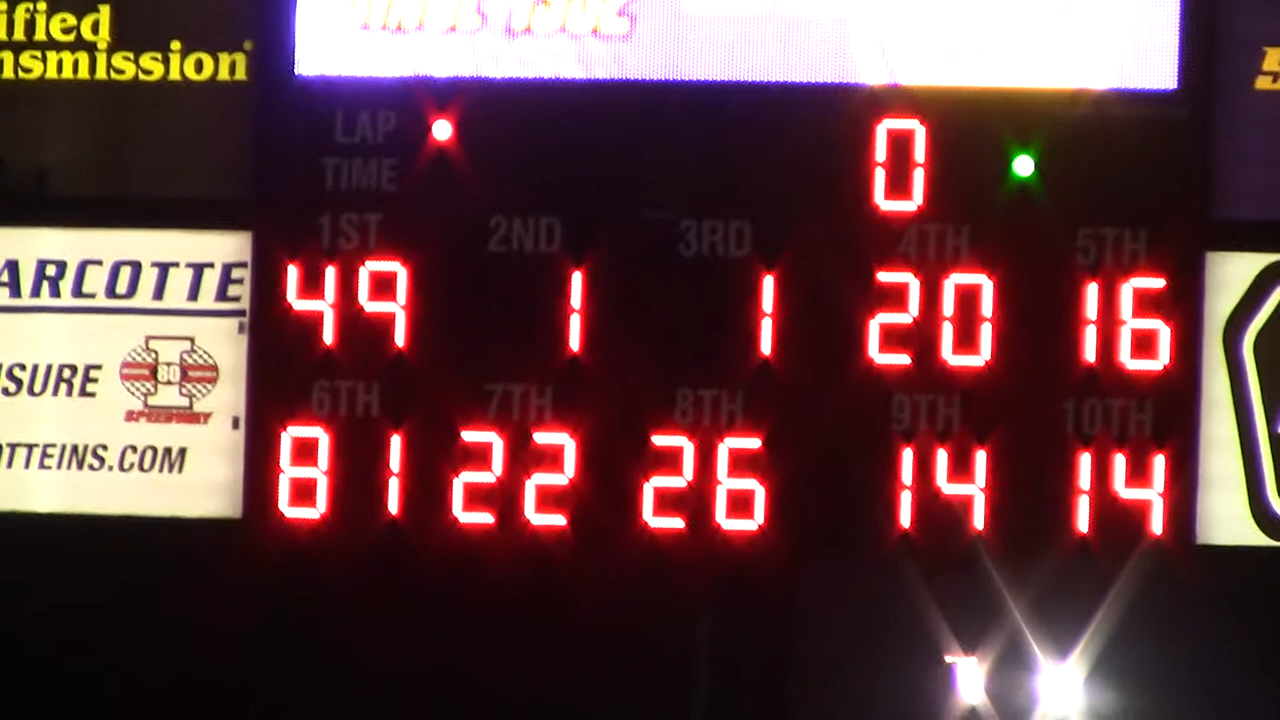 ified
nsmission
LAP
TIME
0
1ST 2ND 3RD 4TH 5TH
49 1 1 20 16
6TH 7TH 8TH 9TH 10TH
81 22 26 14 14
ARCOTTE
SURE
I
80
SPEEDWAY
OTTEINS.COM
5